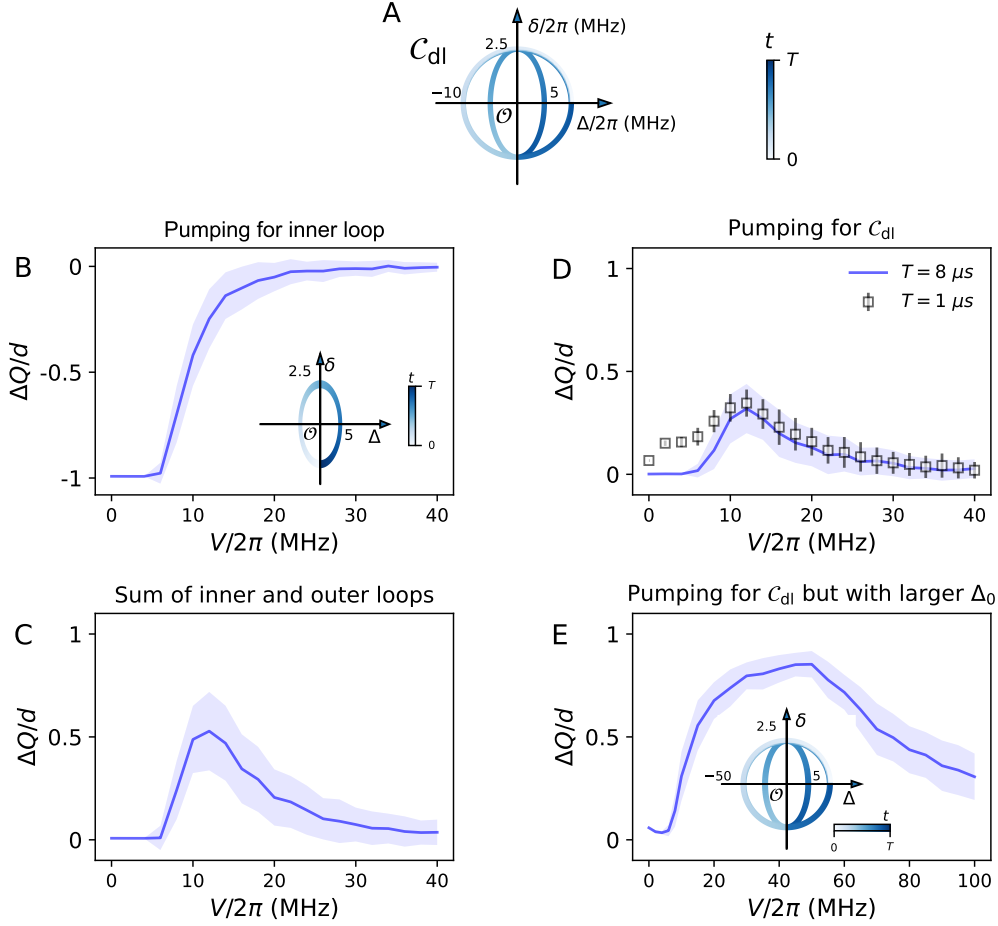 A
δ/2π (MHz)
𝒞dl
2.5
−10
5
𝒪
Δ/2π (MHz)
t
T
0
Pumping for inner loop
B
0
-0.5
-1
ΔQ/d
2.5
δ
𝒪
5
Δ
t
T
0
0 10 20 30 40
V/2π (MHz)
Pumping for 𝒞dl
D
1
0.5
0
ΔQ/d
T = 8 μs
T = 1 μs
0 10 20 30 40
V/2π (MHz)
Sum of inner and outer loops
C
1
0.5
0
ΔQ/d
0 10 20 30 40
V/2π (MHz)
Pumping for 𝒞dl but with larger Δ0
E
1
0.5
0
ΔQ/d
2.5
δ
−50
5
𝒪
Δ
t
0 T
0 20 40 60 80 100
V/2π (MHz)